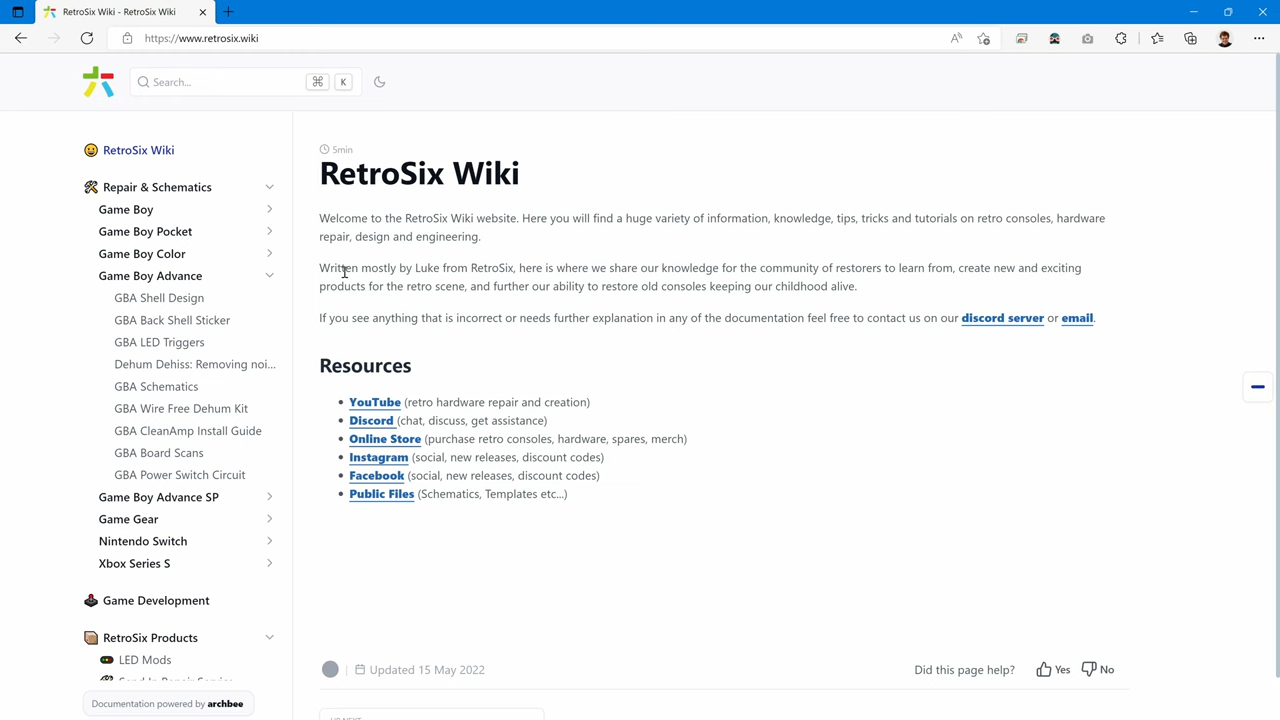 RetroSix Wiki - RetroSix Wiki
https://www.retrosix.wiki
Search...
⌘ K
RetroSix Wiki
Repair & Schematics
Game Boy
Game Boy Pocket
Game Boy Color
Game Boy Advance
GBA Shell Design
GBA Back Shell Sticker
GBA LED Triggers
Dehum Dehiss: Removing noi...
GBA Schematics
GBA Wire Free Dehum Kit
GBA CleanAmp Install Guide
GBA Board Scans
GBA Power Switch Circuit
Game Boy Advance SP
Game Gear
Nintendo Switch
Xbox Series S
Game Development
RetroSix Products
LED Mods
Send In Repair Service
Documentation powered by archbee
5min
RetroSix Wiki
Welcome to the RetroSix Wiki website. Here you will find a huge variety of information, knowledge, tips, tricks and tutorials on retro consoles, hardware
repair, design and engineering.
Written mostly by Luke from RetroSix, here is where we share our knowledge for the community of restorers to learn from, create new and exciting
products for the retro scene, and further our ability to restore old consoles keeping our childhood alive.
If you see anything that is incorrect or needs further explanation in any of the documentation feel free to contact us on our discord server or email.
Resources
• YouTube (retro hardware repair and creation)
• Discord (chat, discuss, get assistance)
• Online Store (purchase retro consoles, hardware, spares, merch)
• Instagram (social, new releases, discount codes)
• Facebook (social, new releases, discount codes)
• Public Files (Schematics, Templates etc...)
Updated 15 May 2022
Did this page help? Yes No
UP NEXT